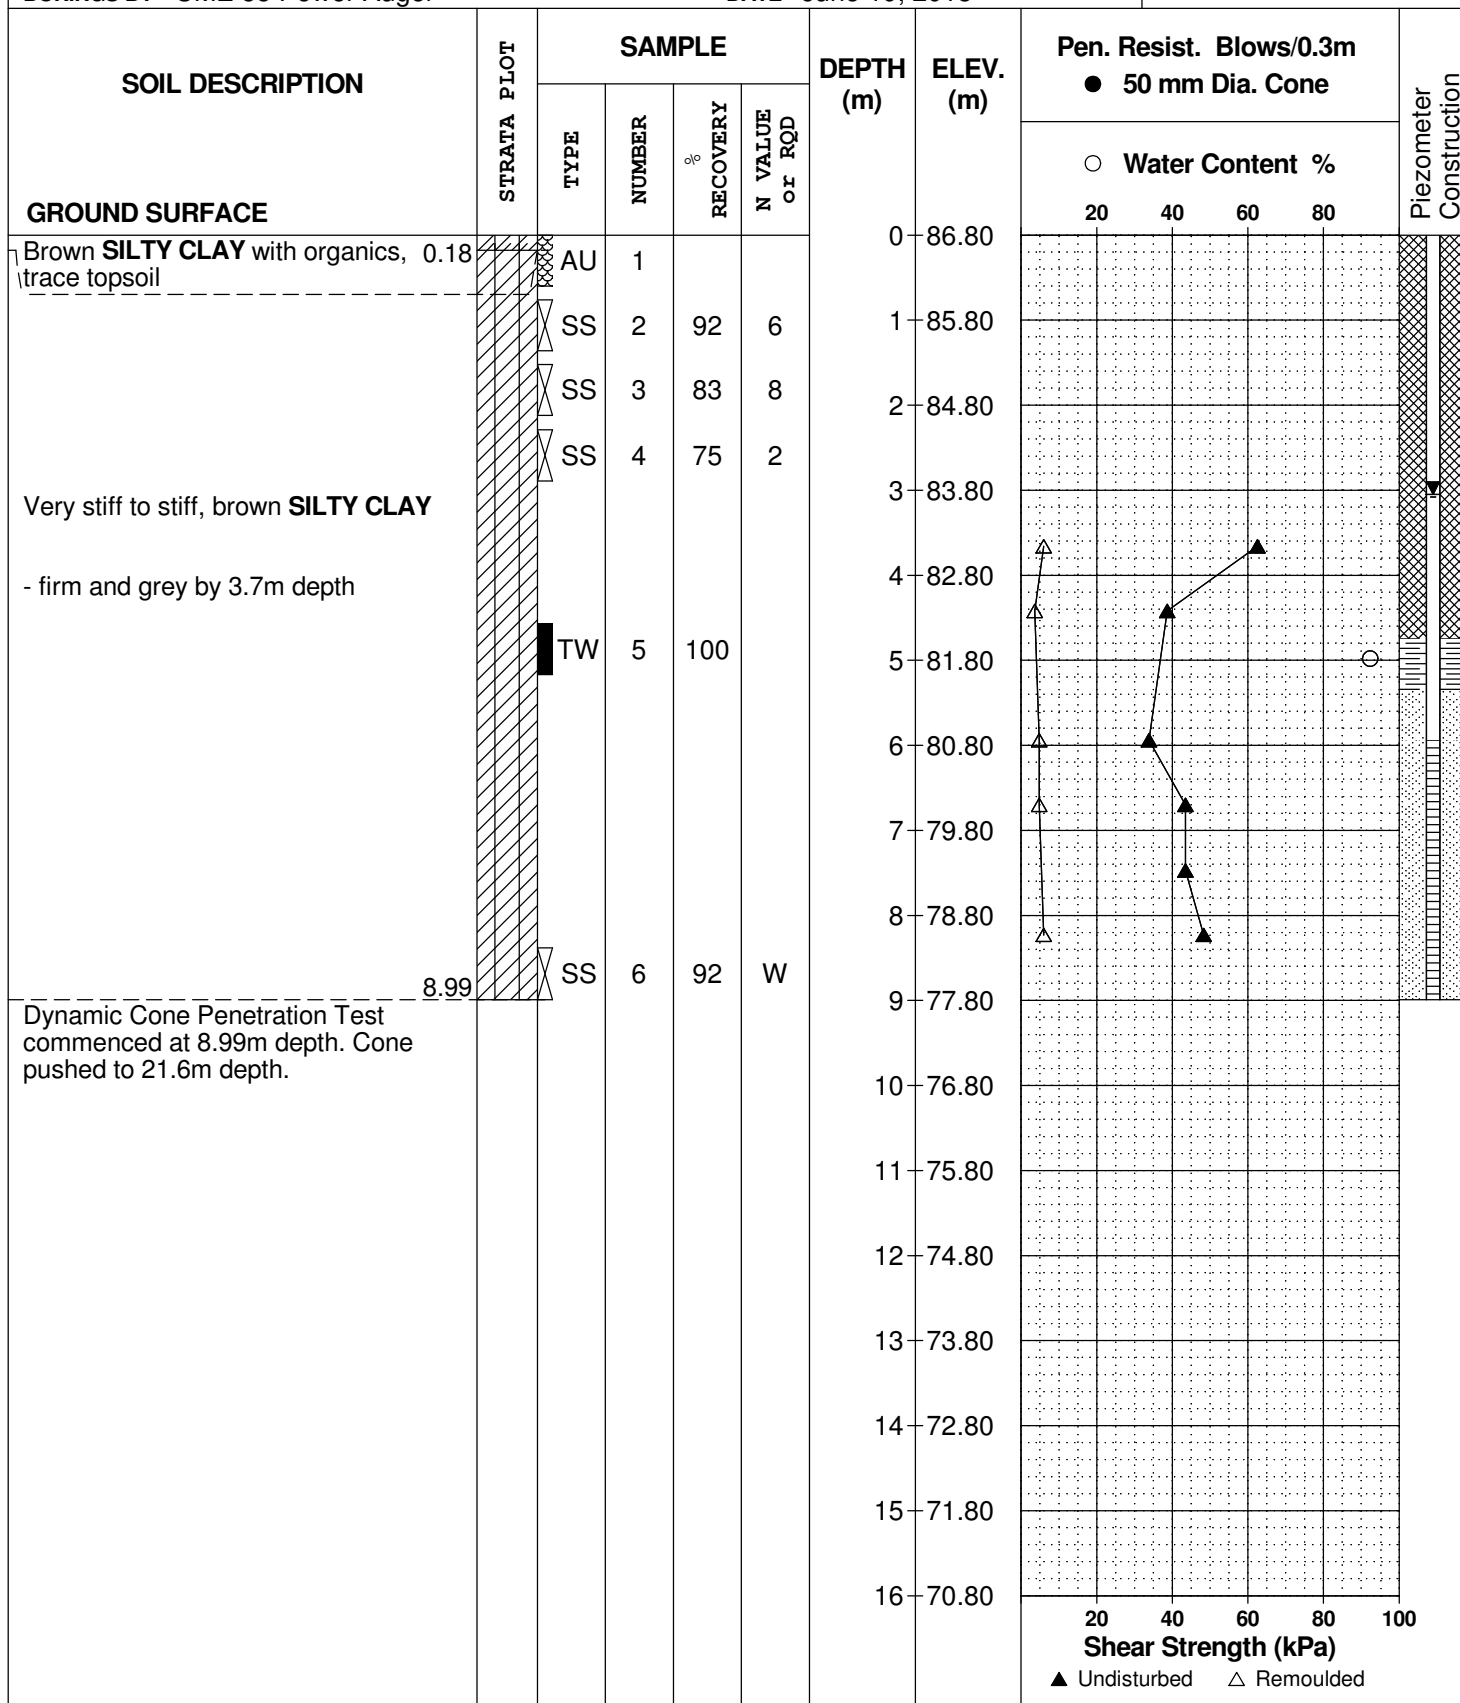 SOIL DESCRIPTION
GROUND SURFACE
STRATA PLOT
SAMPLE
TYPE
NUMBER
% RECOVERY
N VALUE or RQD
DEPTH (m)
ELEV. (m)
Pen. Resist. Blows/0.3m
● 50 mm Dia. Cone
○ Water Content %
20 40 60 80
Piezometer Construction
0 86.80
Brown SILTY CLAY with organics, 0.18
trace topsoil
AU 1
SS 2 92 6
1 85.80
SS 3 83 8
2 84.80
SS 4 75 2
3 83.80
Very stiff to stiff, brown SILTY CLAY
4 82.80
- firm and grey by 3.7m depth
TW 5 100
5 81.80
6 80.80
7 79.80
8 78.80
SS 6 92 W
8.99
9 77.80
Dynamic Cone Penetration Test
commenced at 8.99m depth. Cone
pushed to 21.6m depth.
10 76.80
11 75.80
12 74.80
13 73.80
14 72.80
15 71.80
16 70.80
20 40 60 80 100
Shear Strength (kPa)
▲ Undisturbed △ Remoulded